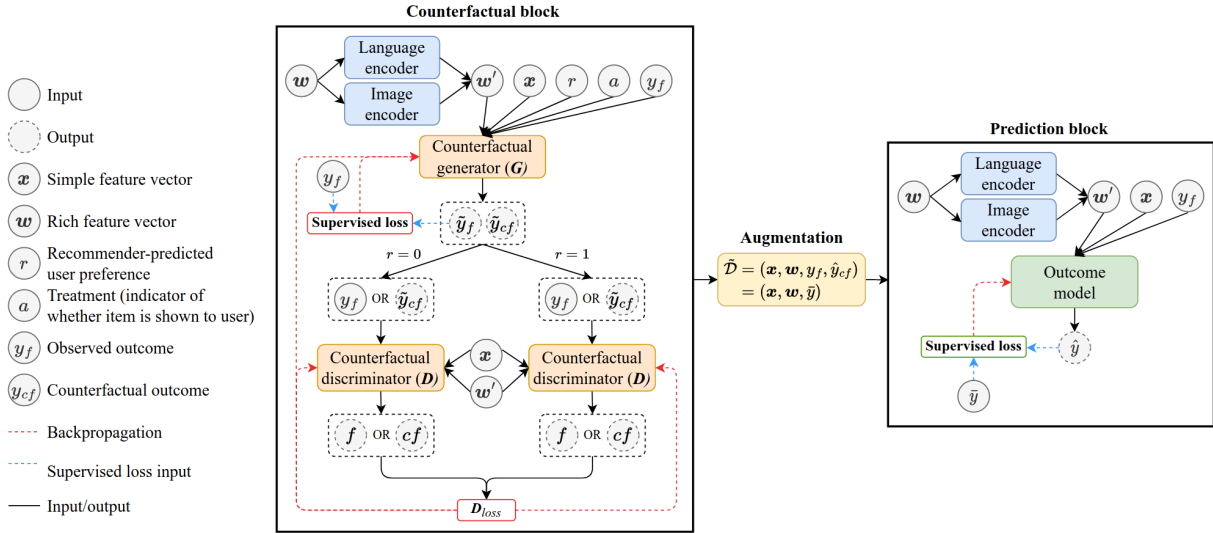 Counterfactual block
w
Language
encoder
Image
encoder
w′
x
r
a
y_f
Counterfactual
generator (G)
y_f
Supervised loss
ỹ_f ỹ_cf
r = 0
r = 1
y_f OR ỹ_cf
y_f OR ỹ_cf
Counterfactual
discriminator (D)
x
w′
Counterfactual
discriminator (D)
f OR cf
f OR cf
D_loss
Input
Output
x Simple feature vector
w Rich feature vector
r Recommender-predicted
user preference
a Treatment (indicator of
whether item is shown to user)
y_f Observed outcome
y_cf Counterfactual outcome
Backpropagation
Supervised loss input
Input/output
Augmentation
𝒟̃ = (x, w, y_f, ŷ_cf)
= (x, w, ȳ)
Prediction block
w
Language
encoder
Image
encoder
w′
x
y_f
Outcome
model
Supervised loss
ŷ
ȳ